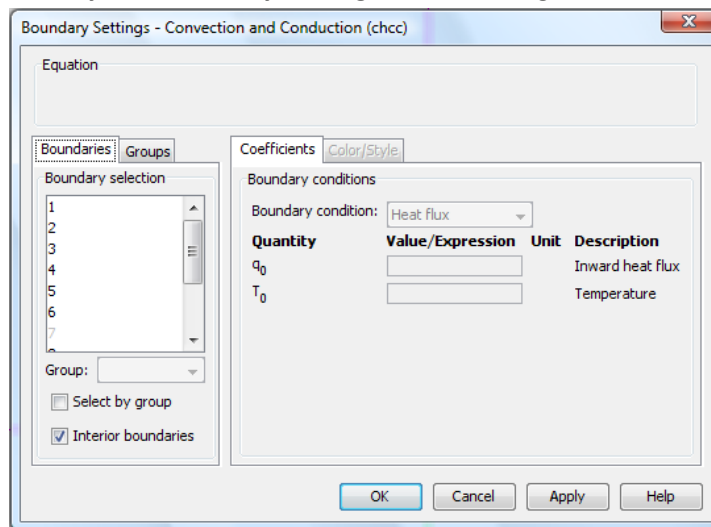 Boundary Settings - Convection and Conduction (chcc)
Equation
Boundaries Groups
Boundary selection
1
2
3
4
5
6
7
Group:
Select by group
Interior boundaries
Coefficients Color/Style
Boundary conditions
Boundary condition: Heat flux
Quantity Value/Expression Unit Description
q0 Inward heat flux
T0 Temperature
OK Cancel Apply Help